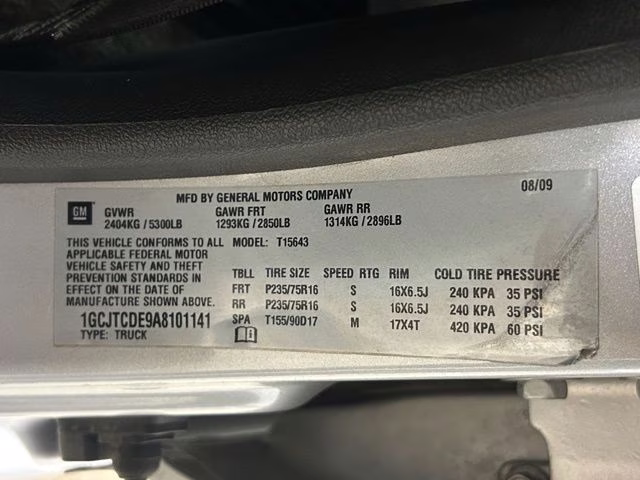 MFD BY GENERAL MOTORS COMPANY 08/09
GM GVWR GAWR FRT GAWR RR
2404KG / 5300LB 1293KG / 2850LB 1314KG / 2896LB
THIS VEHICLE CONFORMS TO ALL MODEL: T15643
APPLICABLE FEDERAL MOTOR
VEHICLE SAFETY AND THEFT
PREVENTION STANDARDS IN
EFFECT ON THE DATE OF
MANUFACTURE SHOWN ABOVE
1GCJTCDE9A8101141
TYPE: TRUCK
TBLL TIRE SIZE SPEED RTG RIM COLD TIRE PRESSURE
FRT P235/75R16 S 16X6.5J 240 KPA 35 PSI
RR P235/75R16 S 16X6.5J 240 KPA 35 PSI
SPA T155/90D17 M 17X4T 420 KPA 60 PSI